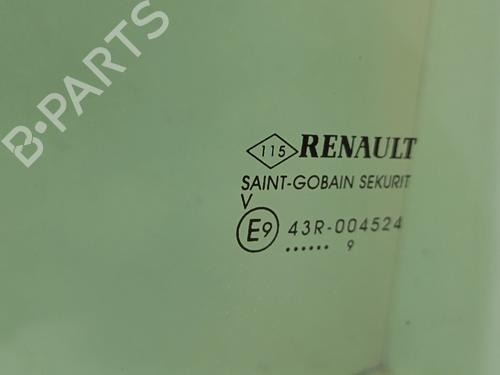 B-PARTS
115 RENAULT
SAINT-GOBAIN SEKURIT
V
E9 43R-004524
...... 9